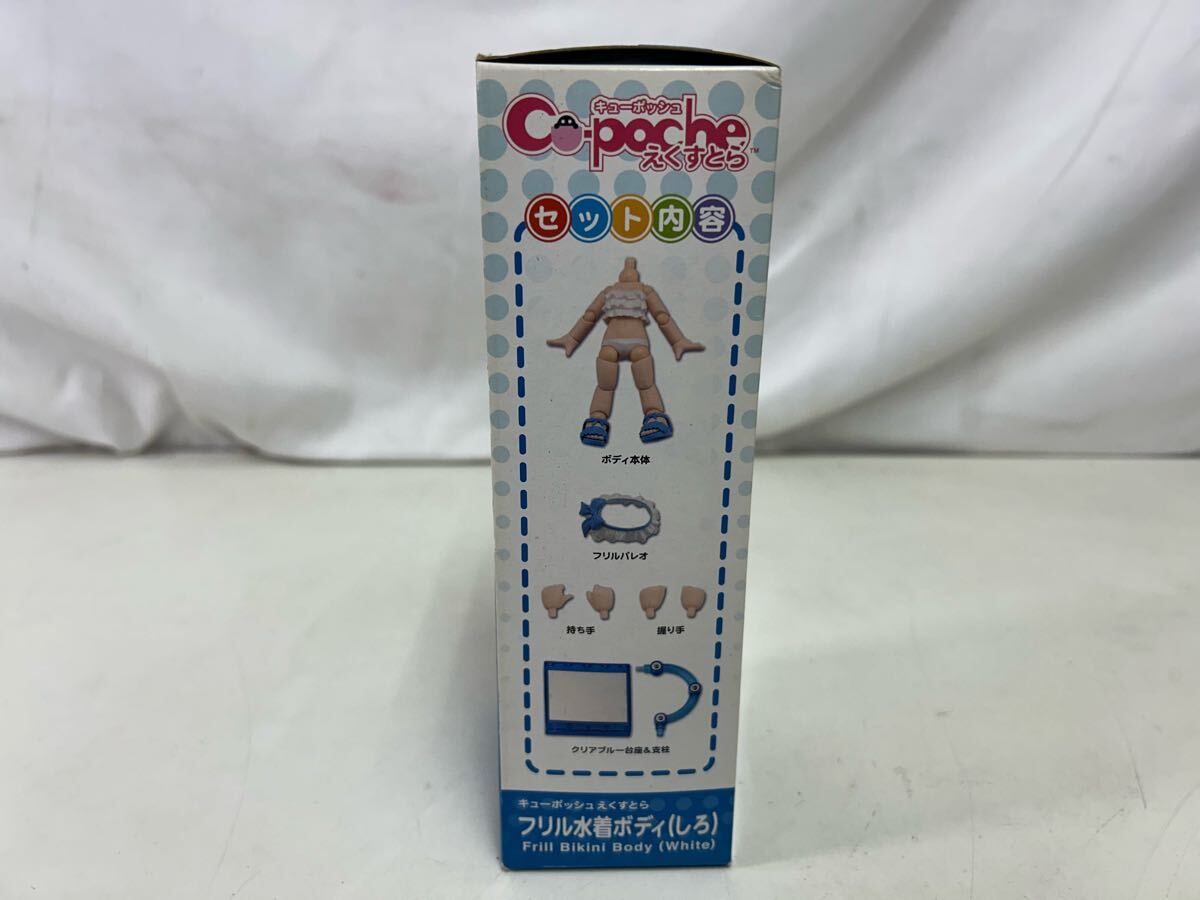 キューポッシュ
Cu-poche
えくすとら™
セット内容
ボディ本体
フリルパレオ
持ち手 握り手
クリアブルー台座&支柱
キューポッシュえくすとら
フリル水着ボディ(しろ)
Frill Bikini Body (White)